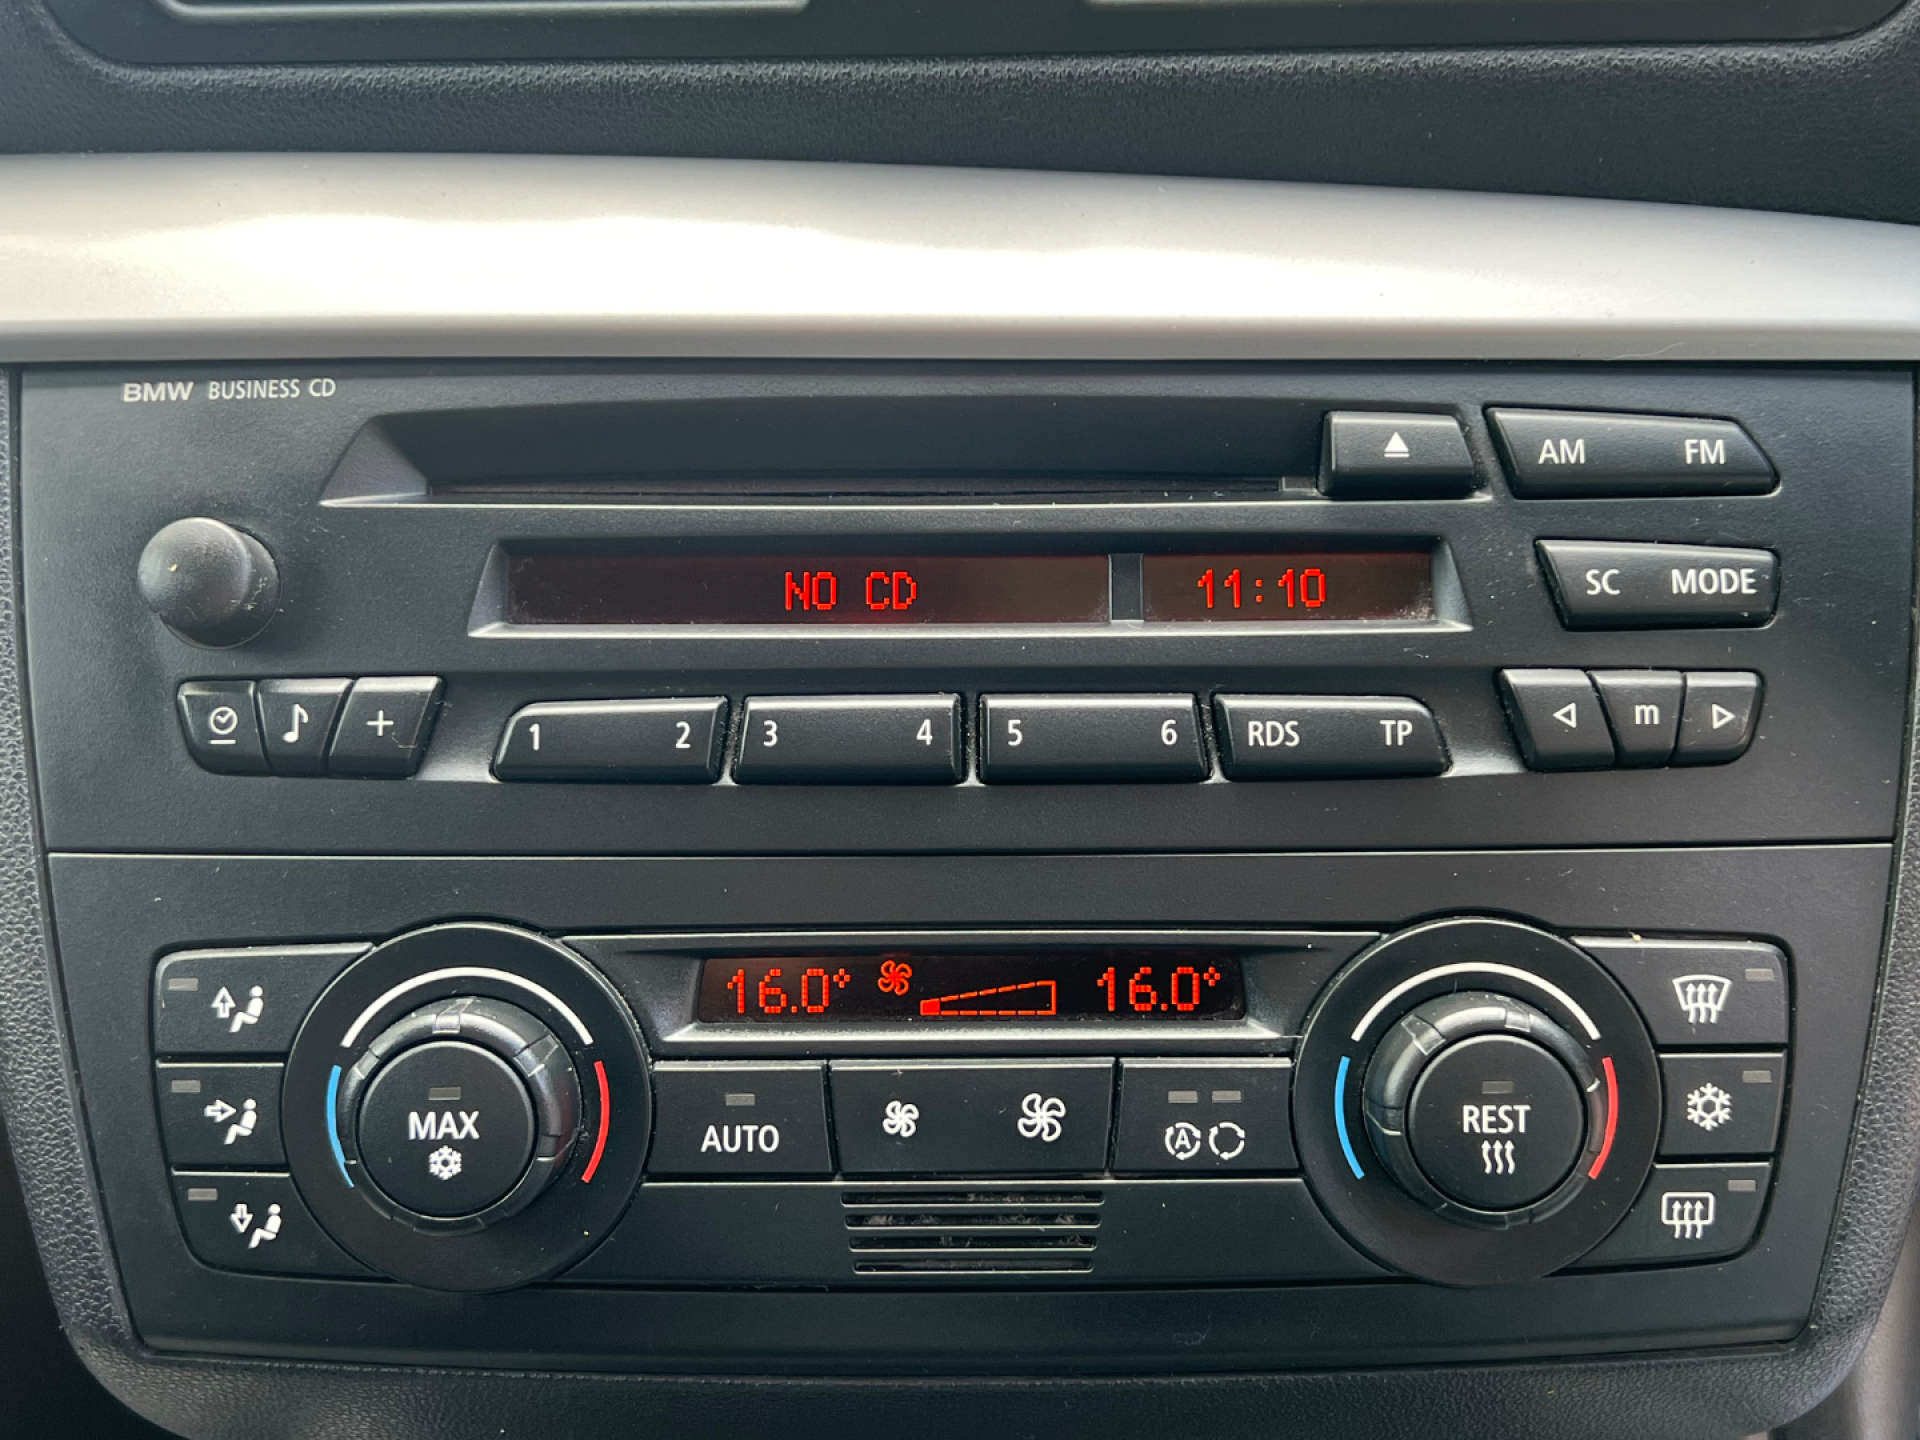 BMW BUSINESS CD
AM FM
NO CD 11:10
SC MODE
1 2 3 4 5 6 RDS TP m
16.0° 16.0°
MAX
AUTO
A
REST